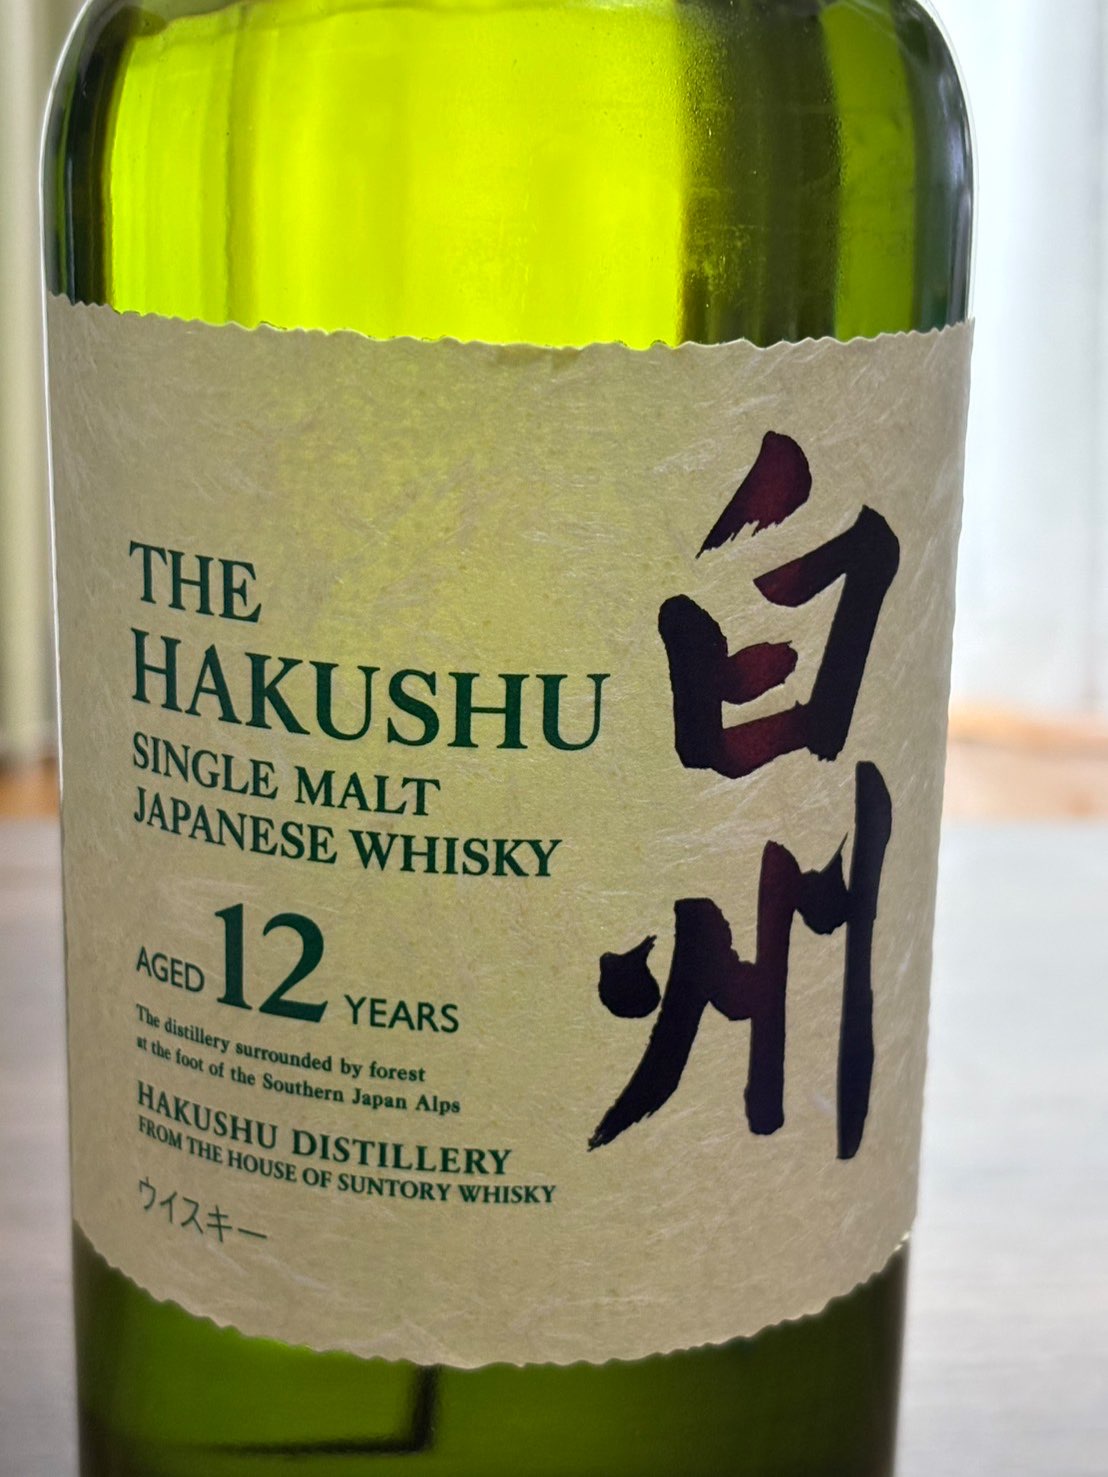 THE
HAKUSHU
SINGLE MALT
JAPANESE WHISKY
AGED 12 YEARS
The distillery surrounded by forest
at the foot of the Southern Japan Alps
HAKUSHU DISTILLERY
FROM THE HOUSE OF SUNTORY WHISKY
ウイスキー
白州